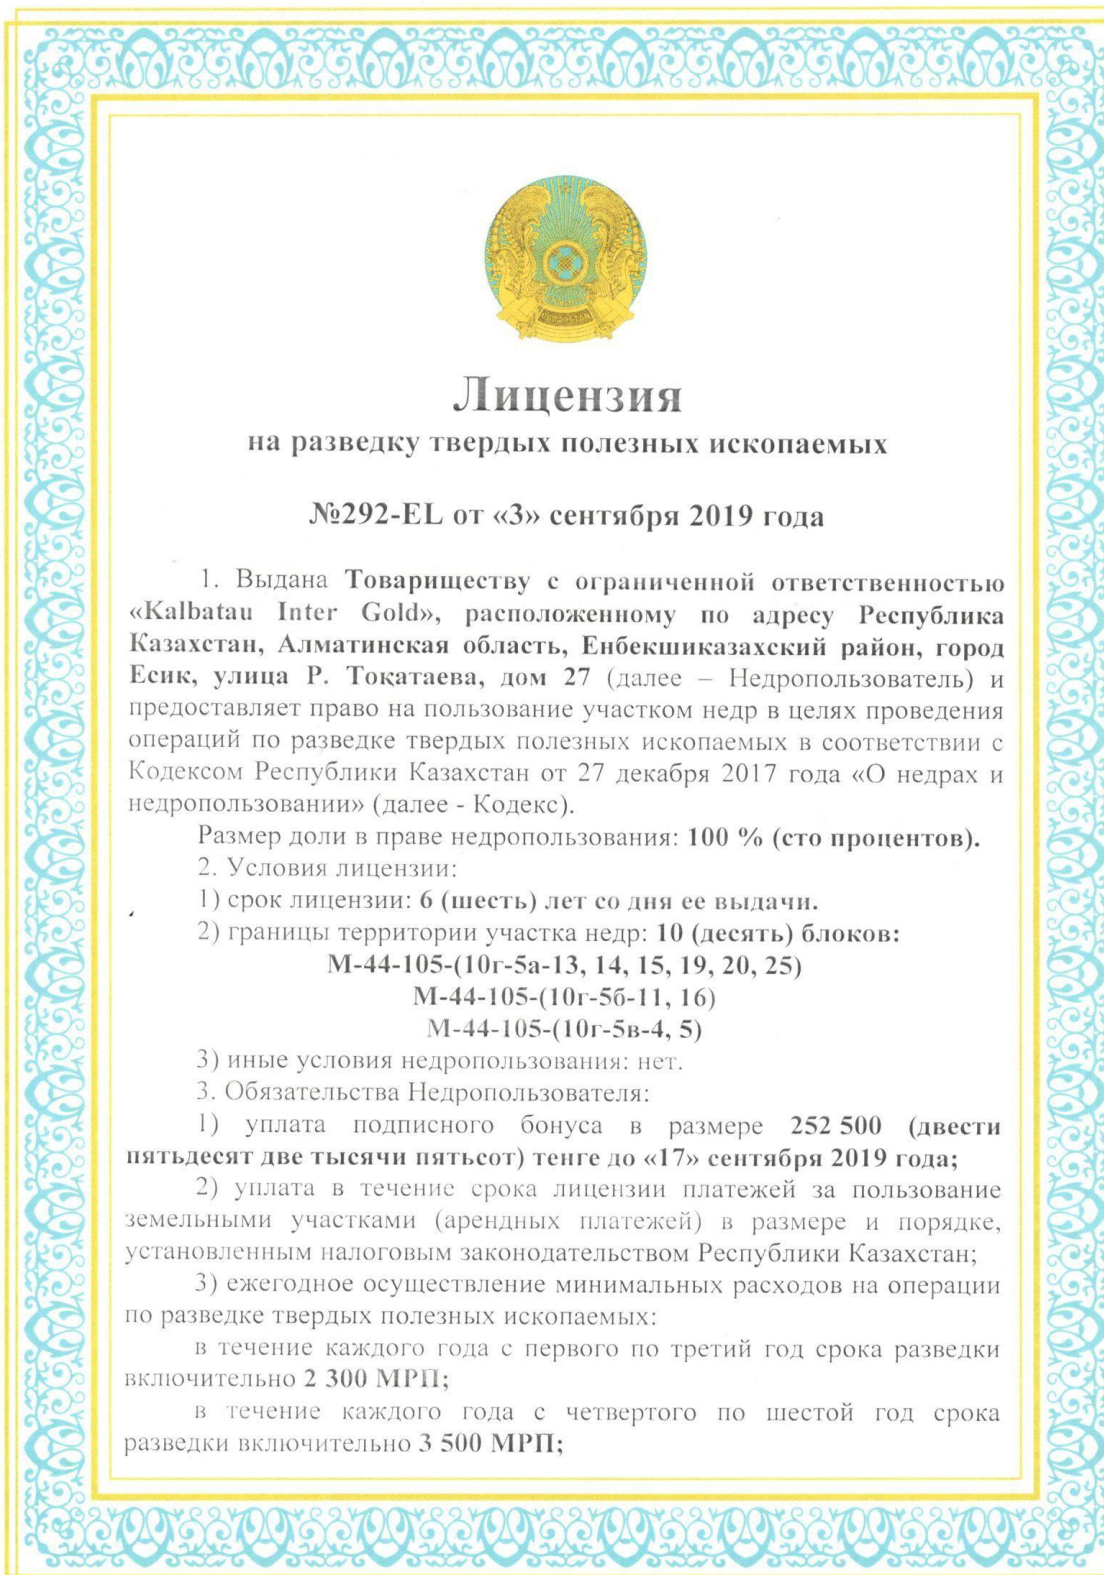 ҚАЗАҚСТАН
Лицензия
на разведку твердых полезных ископаемых
№292-EL от «3» сентября 2019 года
1. Выдана Товариществу с ограниченной ответственностью
«Kalbatau Inter Gold», расположенному по адресу Республика
Казахстан, Алматинская область, Енбекшиказахский район, город
Есик, улица Р. Тоқатаева, дом 27 (далее – Недропользователь) и
предоставляет право на пользование участком недр в целях проведения
операций по разведке твердых полезных ископаемых в соответствии с
Кодексом Республики Казахстан от 27 декабря 2017 года «О недрах и
недропользовании» (далее - Кодекс).
Размер доли в праве недропользования: 100 % (сто процентов).
2. Условия лицензии:
1) срок лицензии: 6 (шесть) лет со дня ее выдачи.
2) границы территории участка недр: 10 (десять) блоков:
М-44-105-(10г-5а-13, 14, 15, 19, 20, 25)
М-44-105-(10г-5б-11, 16)
М-44-105-(10г-5в-4, 5)
3) иные условия недропользования: нет.
3. Обязательства Недропользователя:
1) уплата подписного бонуса в размере 252 500 (двести
пятьдесят две тысячи пятьсот) тенге до «17» сентября 2019 года;
2) уплата в течение срока лицензии платежей за пользование
земельными участками (арендных платежей) в размере и порядке,
установленным налоговым законодательством Республики Казахстан;
3) ежегодное осуществление минимальных расходов на операции
по разведке твердых полезных ископаемых:
в течение каждого года с первого по третий год срока разведки
включительно 2 300 МРП;
в течение каждого года с четвертого по шестой год срока
разведки включительно 3 500 МРП;